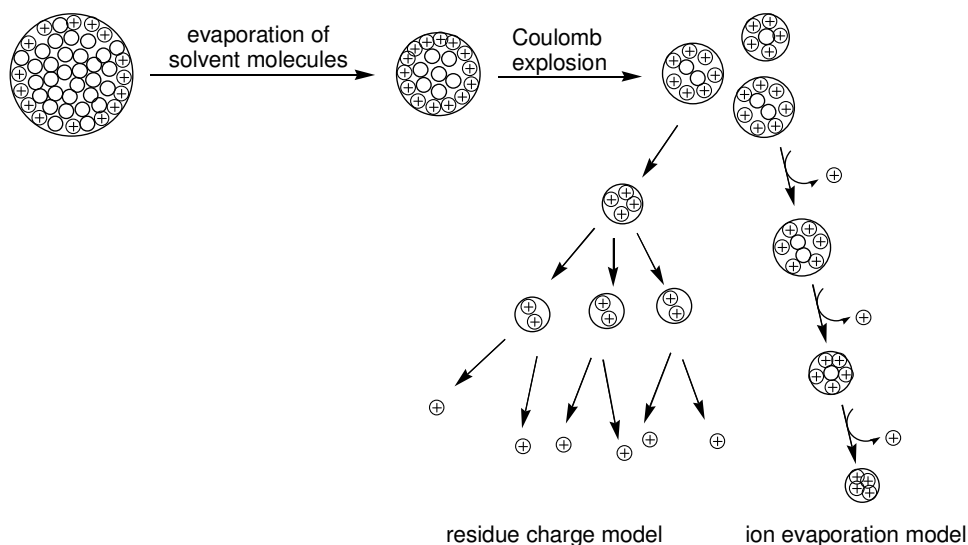 evaporation of
solvent molecules
Coulomb
explosion
residue charge model
ion evaporation model